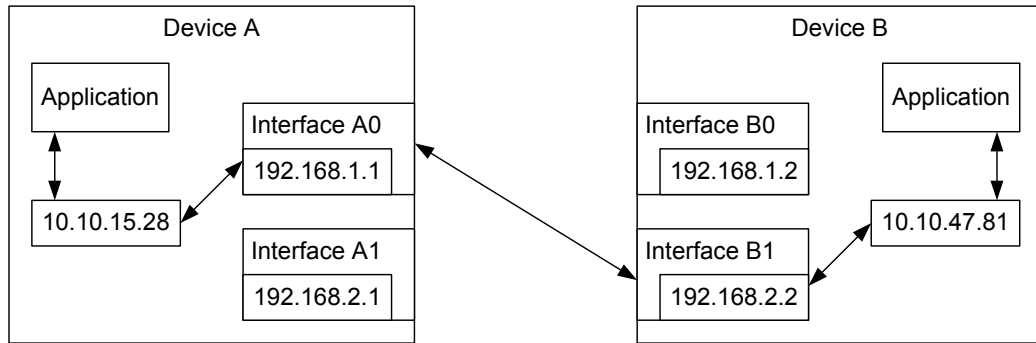 Device A
Application
Interface A0
192.168.1.1
10.10.15.28
Interface A1
192.168.2.1
Device B
Application
Interface B0
192.168.1.2
10.10.47.81
Interface B1
192.168.2.2